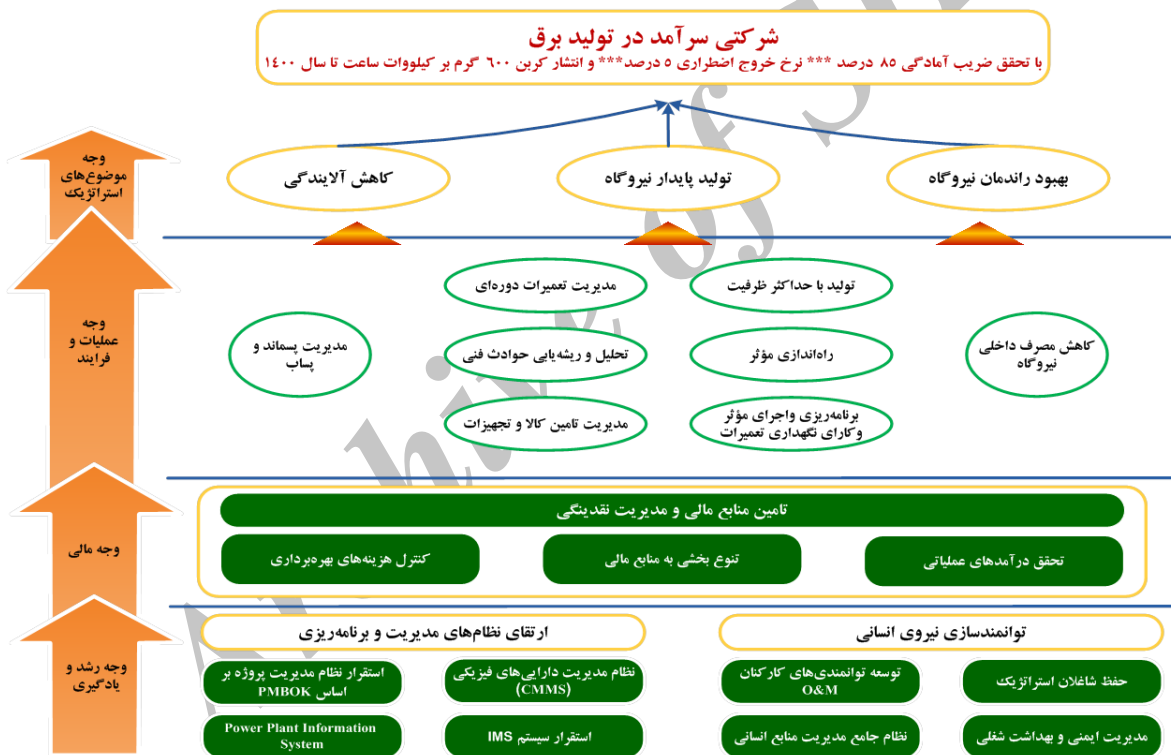 شرکتی سرآمد در تولید برق
با تحقق ضریب آمادگی ۸۵ درصد *** نرخ خروج اضطراری ۵ درصد*** و انتشار کربن ۶۰۰ گرم بر کیلووات ساعت تا سال ۱۴۰۰
وجه
موضوع‌های
استراتژیک
بهبود راندمان نیروگاه
تولید پایدار نیروگاه
کاهش آلایندگی
وجه
عملیات و
فرایند
تولید با حداکثر ظرفیت
مدیریت تعمیرات دوره‌ای
کاهش مصرف داخلی
نیروگاه
راه‌اندازی مؤثر
تحلیل و ریشه‌یابی حوادث فنی
مدیریت پسماند و
پساب
برنامه‌ریزی واجرای مؤثر
وکارای نگهداری تعمیرات
مدیریت تامین کالا و تجهیزات
وجه مالی
تامین منابع مالی و مدیریت نقدینگی
تحقق درآمدهای عملیاتی
تنوع بخشی به منابع مالی
کنترل هزینه‌های بهره‌برداری
وجه رشد و
یادگیری
توانمندسازی نیروی انسانی
ارتقای نظام‌های مدیریت و برنامه‌ریزی
حفظ شاغلان استراتژیک
توسعه توانمندی‌های کارکنان
O&M
نظام مدیریت دارایی‌های فیزیکی
(CMMS)
استقرار نظام مدیریت پروژه بر
اساس PMBOK
مدیریت ایمنی و بهداشت شغلی
نظام جامع مدیریت منابع انسانی
استقرار سیستم IMS
Power Plant Information
System
Archive of